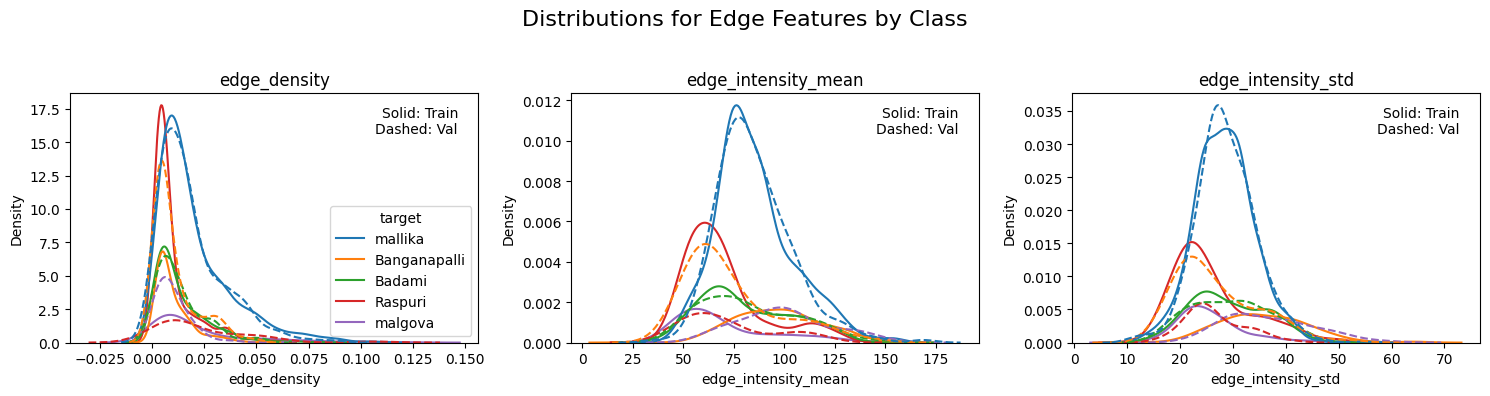 Distributions for Edge Features by Class
edge_density
Solid: Train
Dashed: Val
Density
17.5
15.0
12.5
10.0
7.5
5.0
2.5
0.0
target
mallika
Banganapalli
Badami
Raspuri
malgova
−0.025 0.000 0.025 0.050 0.075 0.100 0.125 0.150
edge_density
edge_intensity_mean
Solid: Train
Dashed: Val
Density
0.012
0.010
0.008
0.006
0.004
0.002
0.000
0 25 50 75 100 125 150 175
edge_intensity_mean
edge_intensity_std
Solid: Train
Dashed: Val
Density
0.035
0.030
0.025
0.020
0.015
0.010
0.005
0.000
0 10 20 30 40 50 60 70
edge_intensity_std